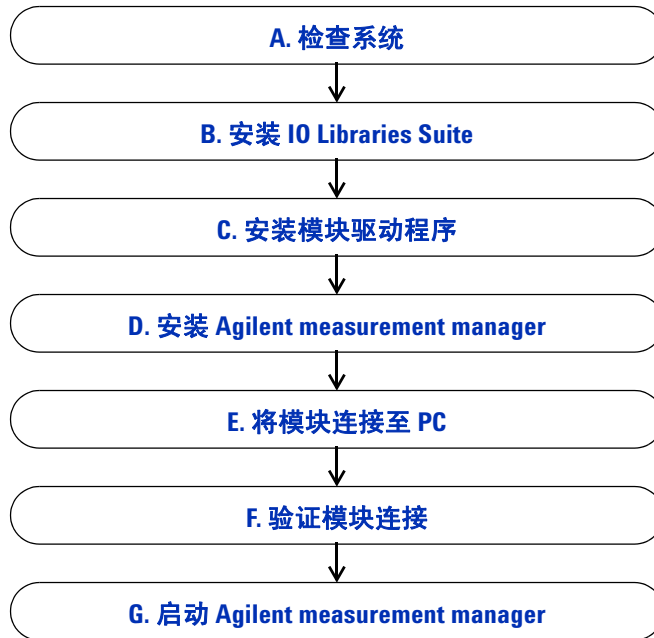 A. 检查系统
B. 安装 IO Libraries Suite
C. 安装模块驱动程序
D. 安装 Agilent measurement manager
E. 将模块连接至 PC
F. 验证模块连接
G. 启动 Agilent measurement manager